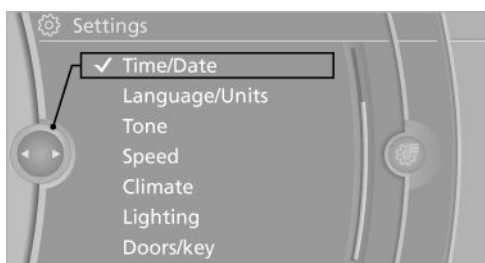 Settings
Time/Date
Language/Units
Tone
Speed
Climate
Lighting
Doors/key